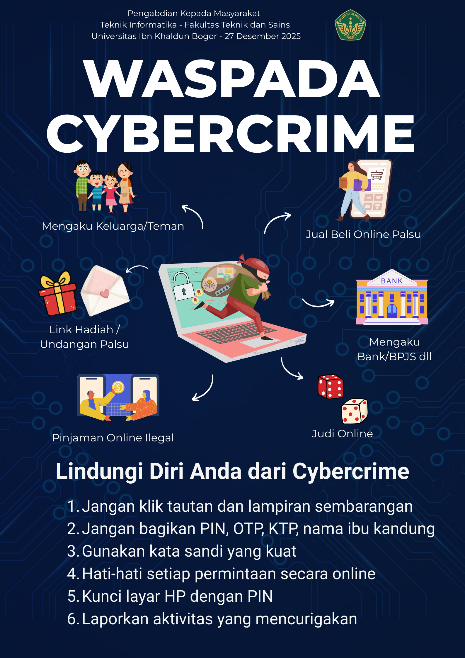 Pengabdian Kepada Masyarakat
Teknik Informatika - Fakultas Teknik dan Sains
Universitas Ibn Khaldun Bogor - 27 Desember 2025
WASPADA
CYBERCRIME
Mengaku Keluarga/Teman
Jual Beli Online Palsu
Link Hadiah /
Undangan Palsu
BANK
Mengaku
Bank/BPJS dll
Pinjaman Online Ilegal
Judi Online
Lindungi Diri Anda dari Cybercrime
1. Jangan klik tautan dan lampiran sembarangan
2. Jangan bagikan PIN, OTP, KTP, nama ibu kandung
3. Gunakan kata sandi yang kuat
4. Hati-hati setiap permintaan secara online
5. Kunci layar HP dengan PIN
6. Laporkan aktivitas yang mencurigakan